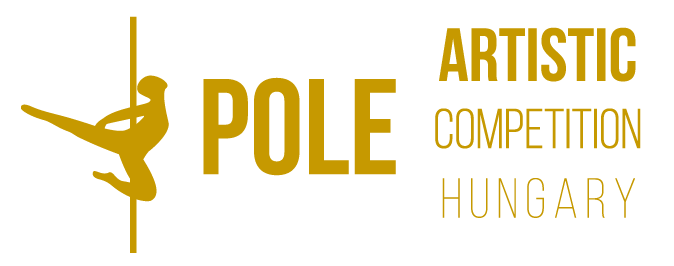 POLE
ARTISTIC
COMPETITION
HUNGARY